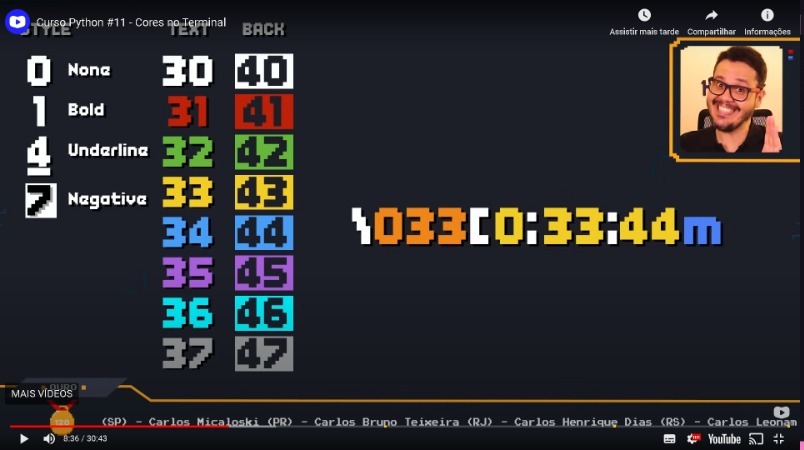 Curso Python #11 - Cores no Terminal
Assistir mais tarde Compartilhar Informações
STYLE TEXT BACK
0 None 30 40
1 Bold 31 41
4 Underline 32 42
7 Negative 33 43
34 44
35 45
36 46
37 47
\033[0:33:44m
OURO
MAIS VÍDEOS
120
(SP) - Carlos Micaloski (PR) - Carlos Bruno Teixeira (RJ) - Carlos Henrique Dias (RS) - Carlos Leonam
8:36 / 30:43
YouTube